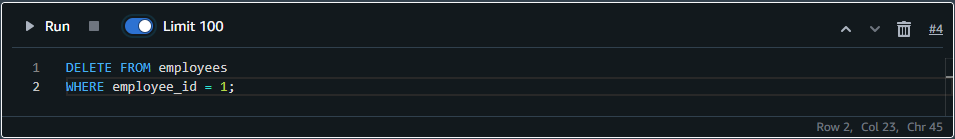 Run Limit 100 #4
1 DELETE FROM employees
2 WHERE employee_id = 1;
Row 2, Col 23, Chr 45